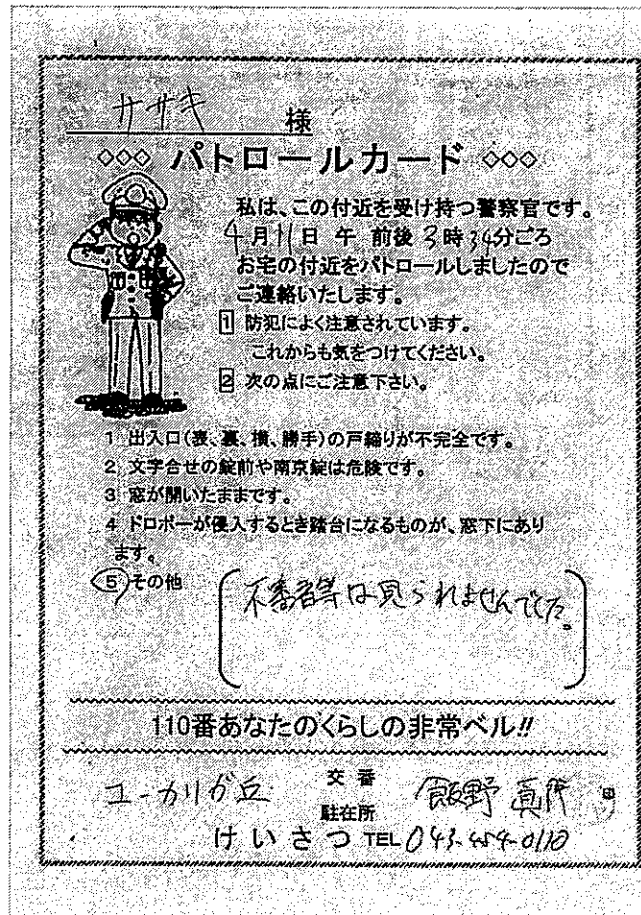 ササキ 様
◇◇◇ パトロールカード ◇◇◇
私は、この付近を受け持つ警察官です。
4月11日 午 前後 3時34分ごろ
お宅の付近をパトロールしましたので
ご連絡いたします。
1 防犯によく注意されています。
これからも気をつけてください。
2 次の点にご注意下さい。
1 出入口(表、裏、横、勝手)の戸締りが不完全です。
2 文字合せの錠前や南京錠は危険です。
3 窓が開いたままです。
4 ドロボーが侵入するとき踏台になるものが、窓下にあり
ます。
5 その他
不審者等は見られませんでした。
110番あなたのくらしの非常ベル!!
ユーカリが丘 交番 駐在所 飯野
けいさつ TEL 043-484-0110